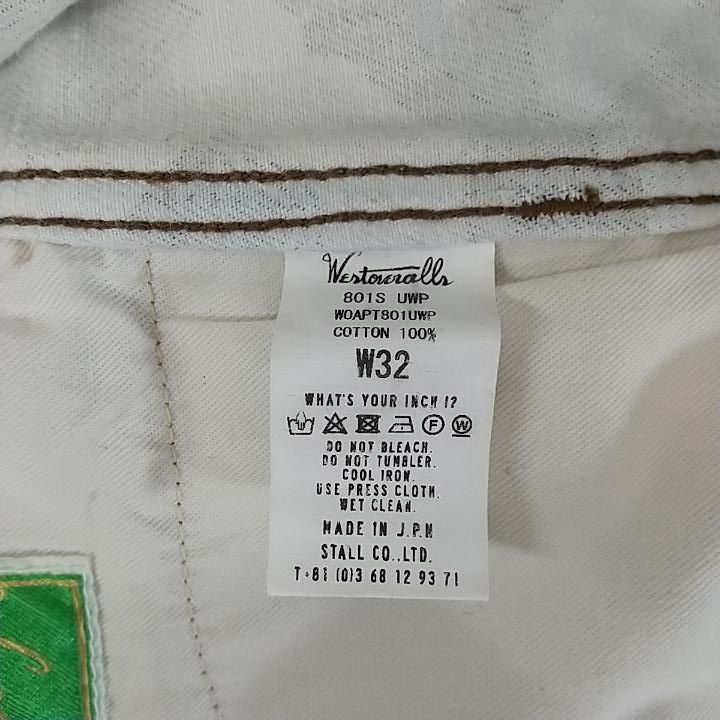 Westoveralls
801S UWP
WOAPT801UWP
COTTON 100%
W32
WHAT'S YOUR INCH !?
F W
DO NOT BLEACH.
DO NOT TUMBLER.
COOL IRON.
USE PRESS CLOTH.
WET CLEAN.
MADE IN J.P.N
STALL CO.,LTD.
T+81 (0)3 68 12 93 71